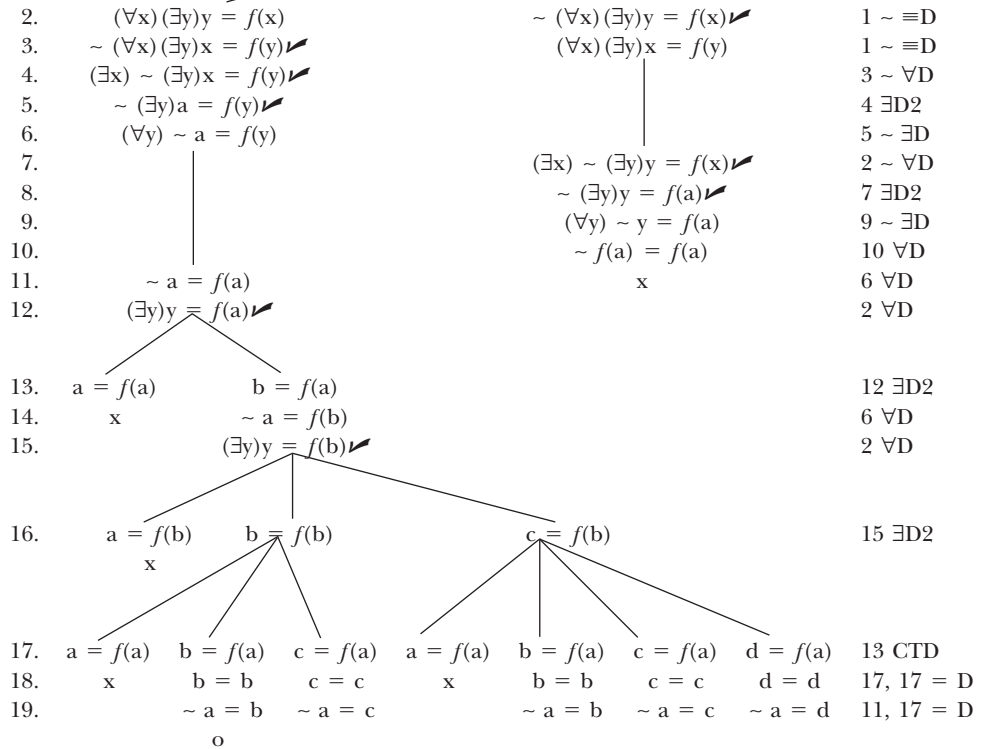 2. (∀x)(∃y)y = f(x) ~ (∀x)(∃y)y = f(x)✔ 1 ~ ≡D
3. ~ (∀x)(∃y)x = f(y)✔ (∀x)(∃y)x = f(y) 1 ~ ≡D
4. (∃x) ~ (∃y)x = f(y)✔ 3 ~ ∀D
5. ~ (∃y)a = f(y)✔ 4 ∃D2
6. (∀y) ~ a = f(y) 5 ~ ∃D
7. (∃x) ~ (∃y)y = f(x)✔ 2 ~ ∀D
8. ~ (∃y)y = f(a)✔ 7 ∃D2
9. (∀y) ~ y = f(a) 9 ~ ∃D
10. ~ f(a) = f(a) 10 ∀D
11. ~ a = f(a) x 6 ∀D
12. (∃y)y = f(a)✔ 2 ∀D
13. a = f(a) b = f(a) 12 ∃D2
14. x ~ a = f(b) 6 ∀D
15. (∃y)y = f(b)✔ 2 ∀D
16. a = f(b) b = f(b) c = f(b) 15 ∃D2
x
17. a = f(a) b = f(a) c = f(a) a = f(a) b = f(a) c = f(a) d = f(a) 13 CTD
18. x b = b c = c x b = b c = c d = d 17, 17 = D
19. ~ a = b ~ a = c ~ a = b ~ a = c ~ a = d 11, 17 = D
o